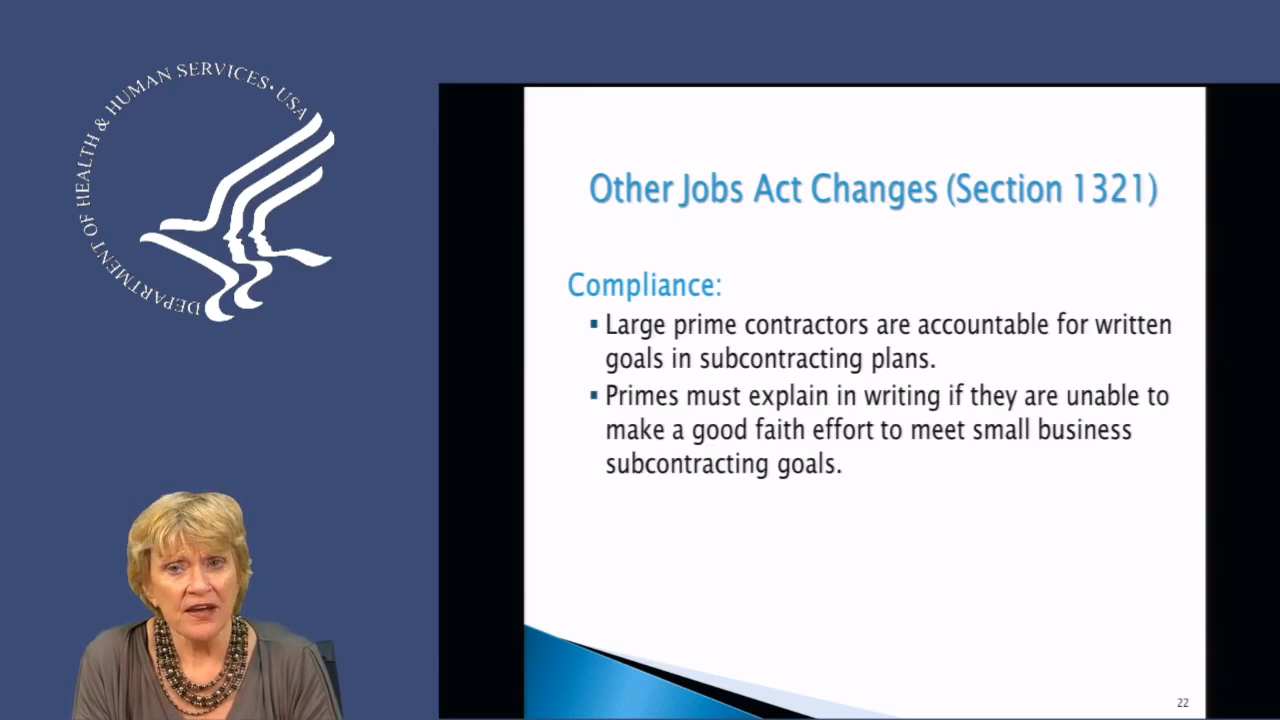 DEPARTMENT OF HEALTH & HUMAN SERVICES • USA
Other Jobs Act Changes (Section 1321)
Compliance:
▪ Large prime contractors are accountable for written
goals in subcontracting plans.
▪ Primes must explain in writing if they are unable to
make a good faith effort to meet small business
subcontracting goals.
22